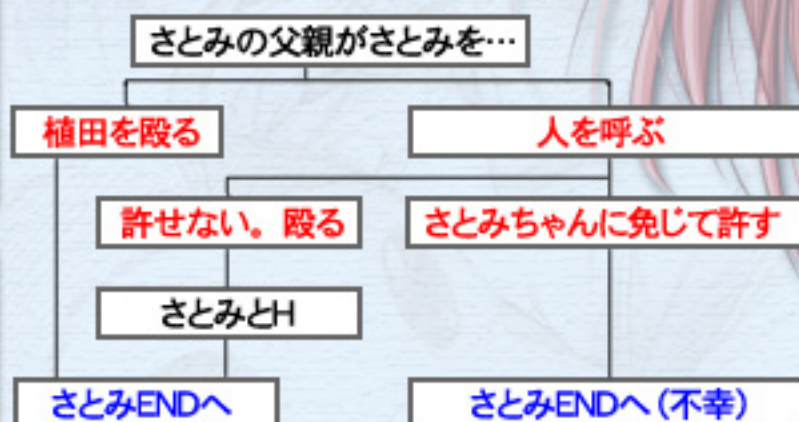 さとみの父親がさとみを…
植田を殴る
人を呼ぶ
許せない。殴る
さとみちゃんに免じて許す
さとみとH
さとみENDへ
さとみENDへ(不幸)